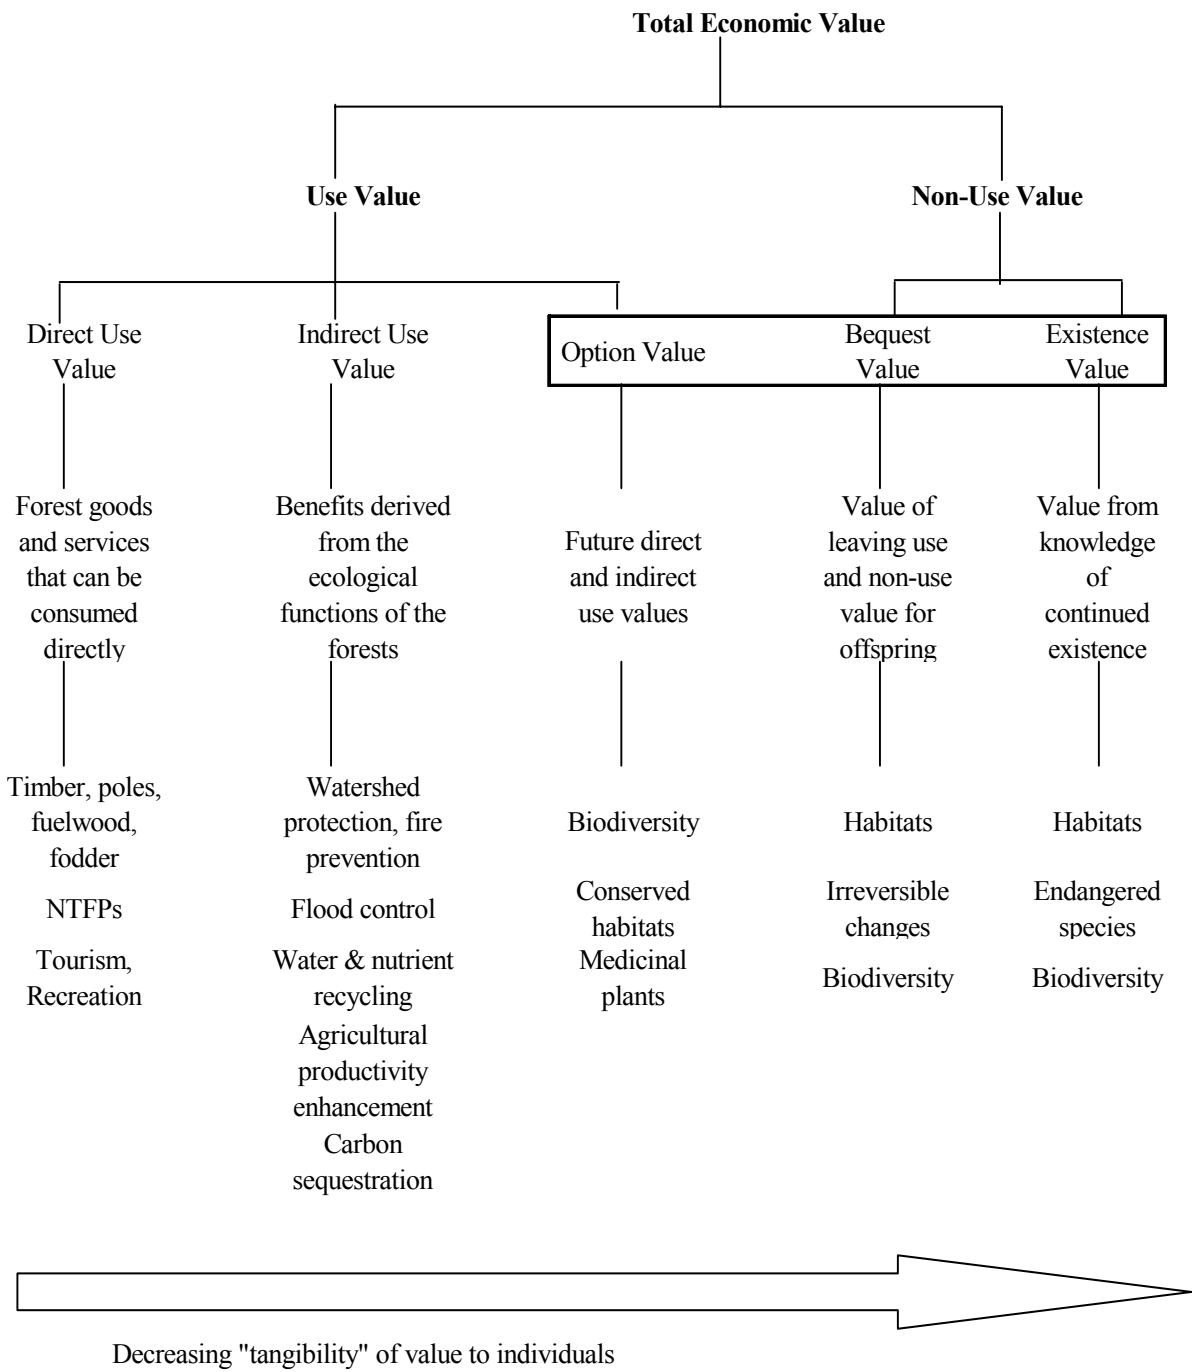 Total Economic Value
Use Value
Non-Use Value
Direct Use
Value
Indirect Use
Value
Option Value
Bequest
Value
Existence
Value
Forest goods
and services
that can be
consumed
directly
Benefits derived
from the
ecological
functions of the
forests
Future direct
and indirect
use values
Value of
leaving use
and non-use
value for
offspring
Value from
knowledge
of
continued
existence
Timber, poles,
fuelwood,
fodder
NTFPs
Tourism,
Recreation
Watershed
protection, fire
prevention
Flood control
Water & nutrient
recycling
Agricultural
productivity
enhancement
Carbon
sequestration
Biodiversity
Conserved
habitats
Medicinal
plants
Habitats
Irreversible
changes
Biodiversity
Habitats
Endangered
species
Biodiversity
Decreasing "tangibility" of value to individuals